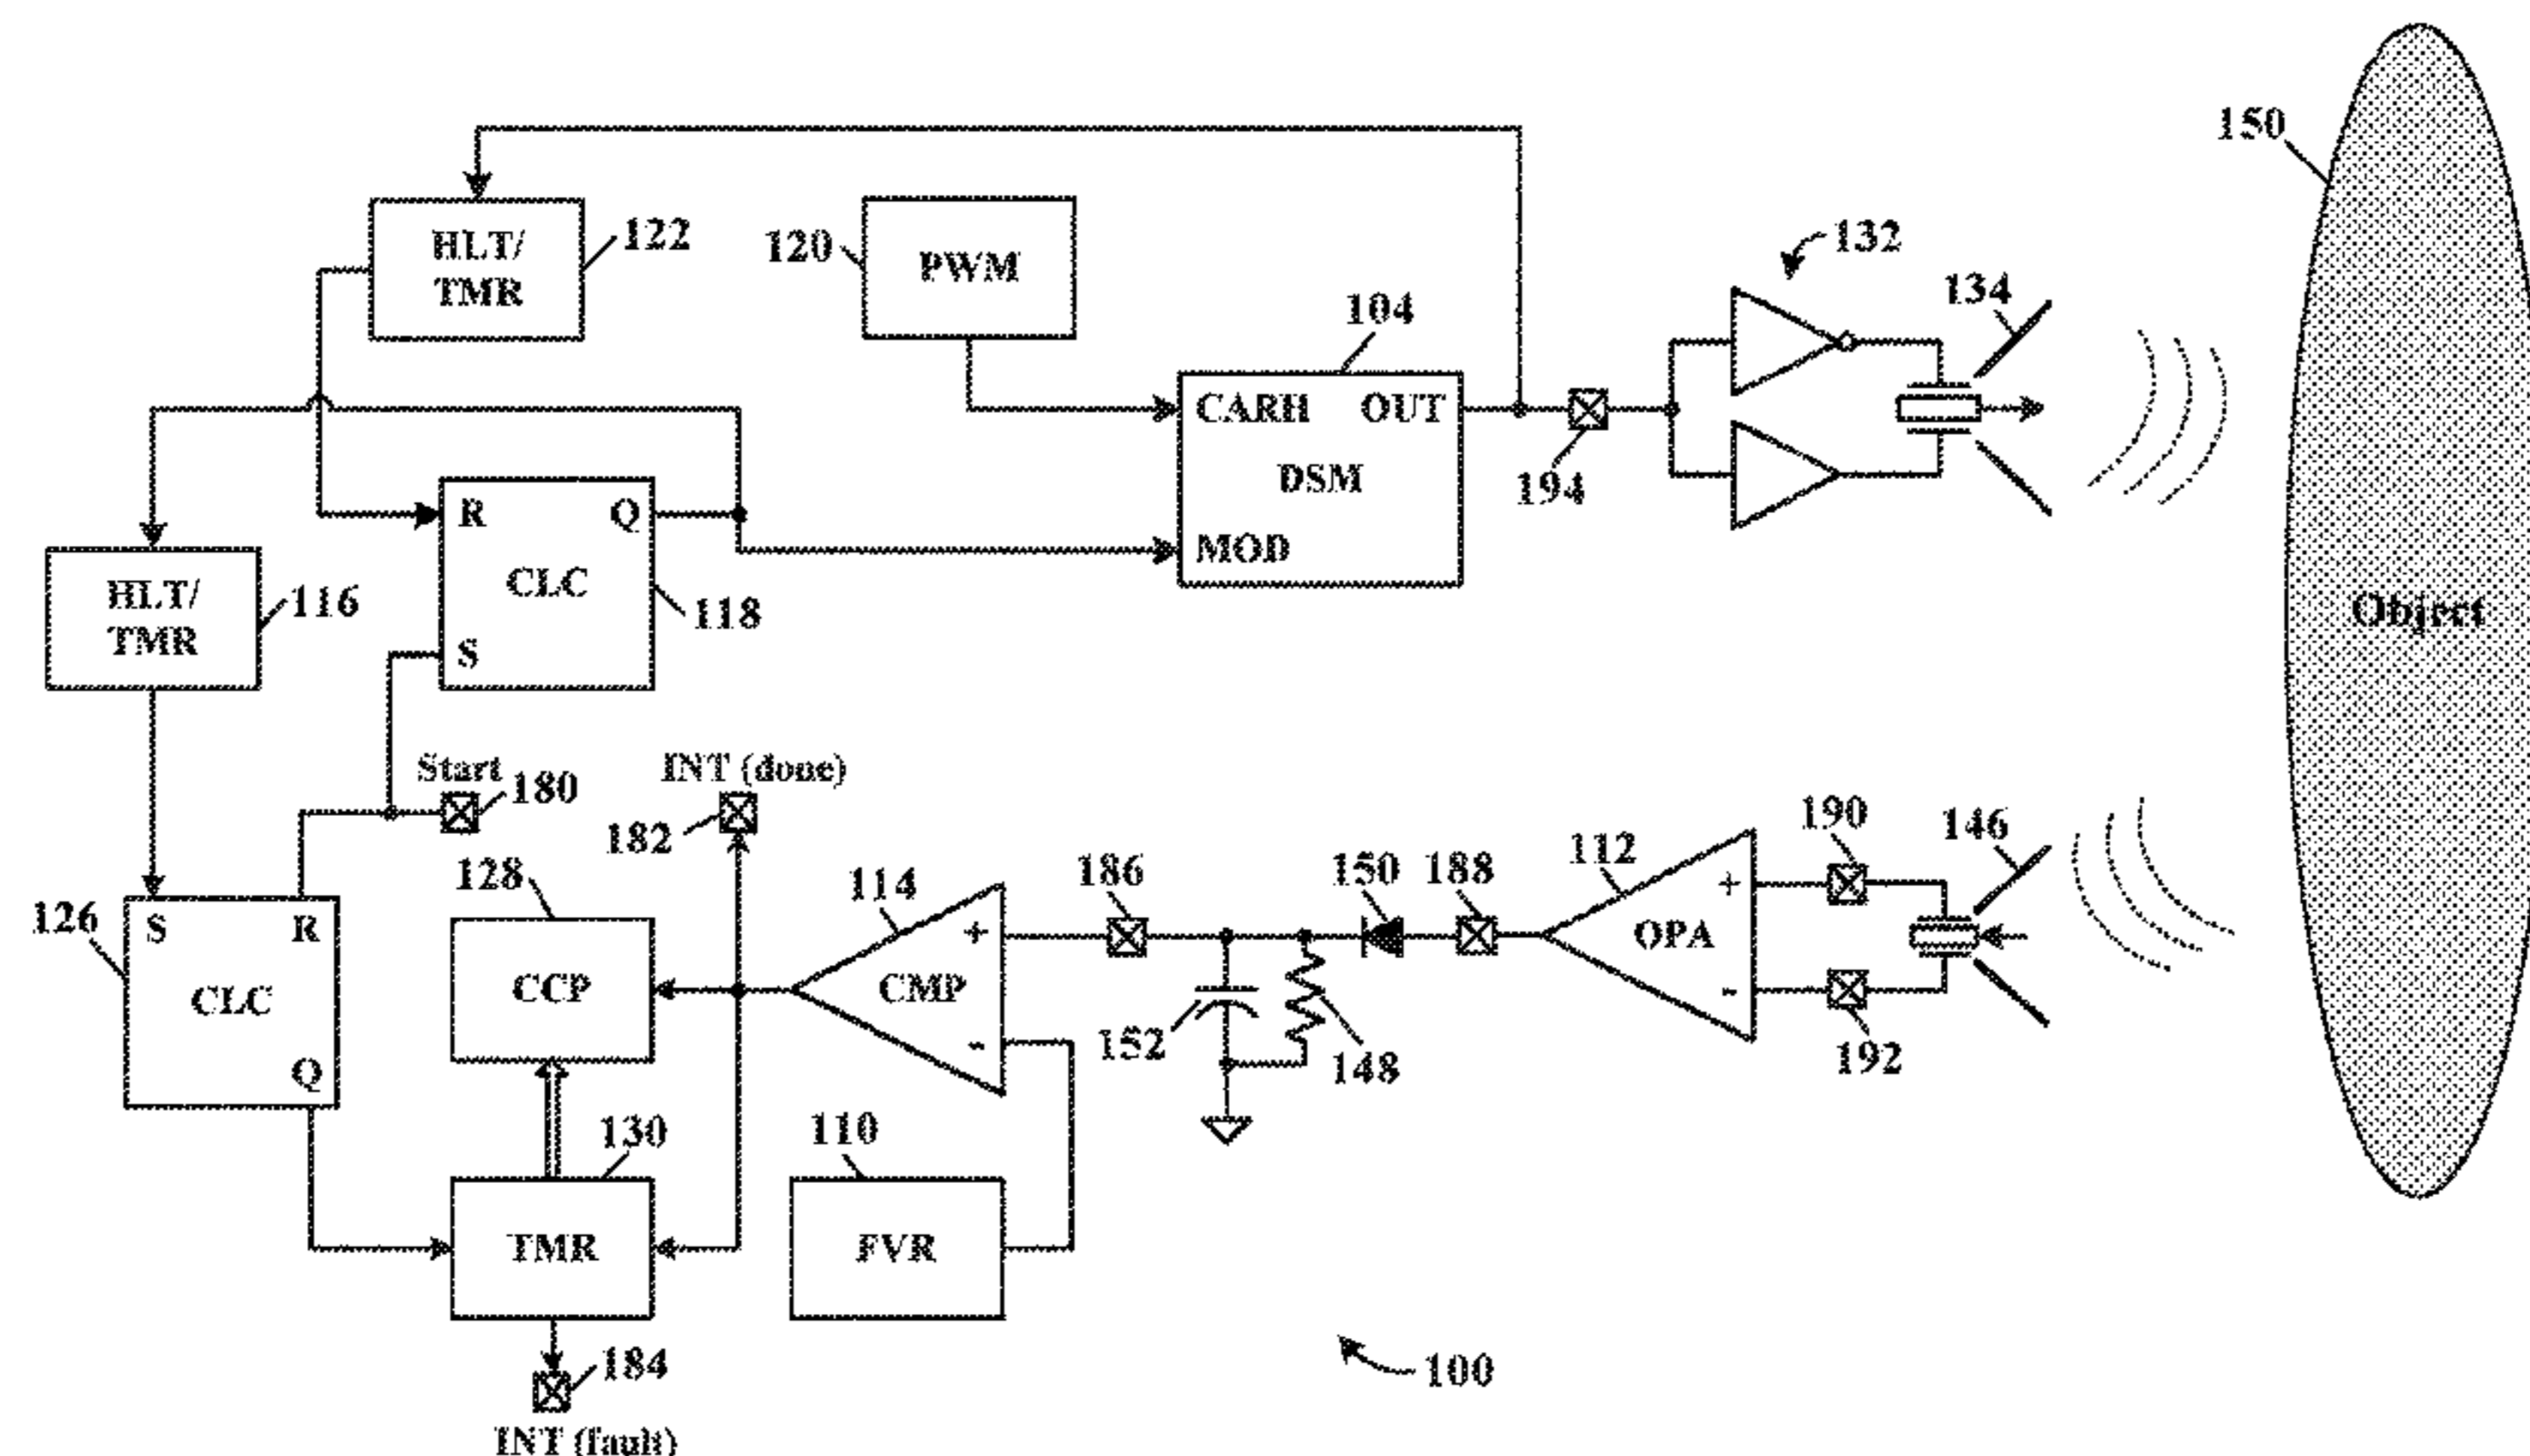 150
HLT/
TMR
122
120
PWM
132
134
104
CARH OUT
DSM
MOD
194
R Q
CLC
S
118
HLT/
TMR
116
Object
Start
180
INT (done)
182
190
146
112
128
114
186
150
188
+
OPA
-
126
S R
CLC
Q
CCP
+
CMP
-
152
148
192
130
110
TMR
FVR
184
100
INT (fault)